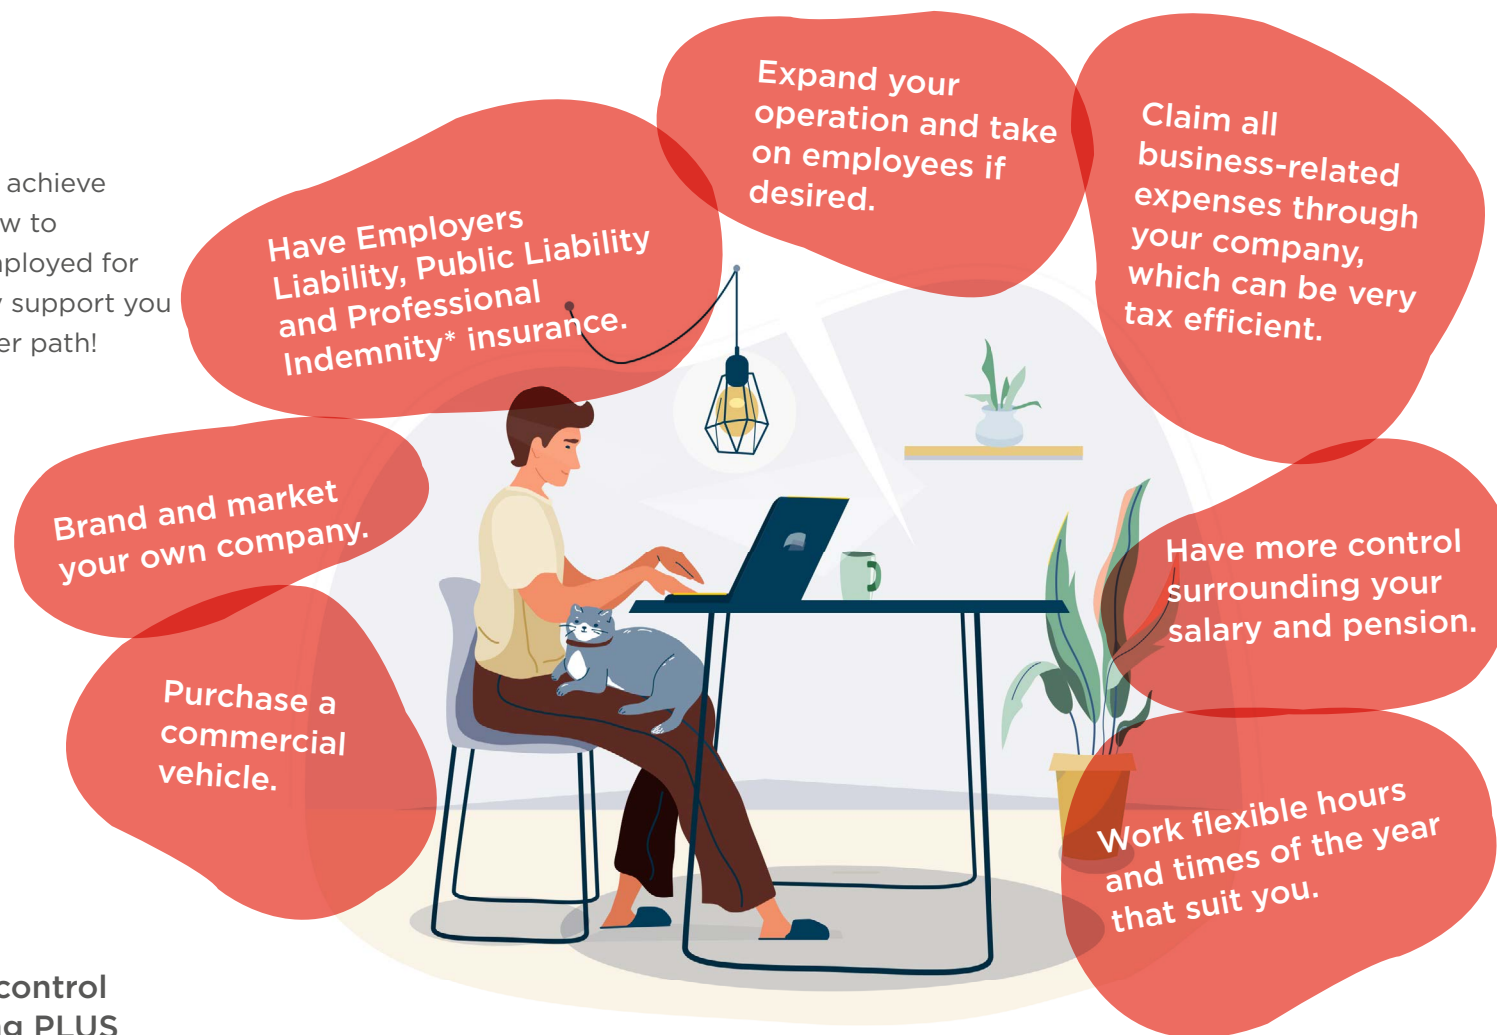 achieve
to
for
support you
path!
Have Employers
Liability, Public Liability
and Professional
Indemnity* insurance.
Expand your
operation and take
on employees if
desired.
Claim all
business-related
expenses through
your company,
which can be very
tax efficient.
Brand and market
your own company.
Have more control
surrounding your
salary and pension.
Purchase a
commercial
vehicle.
Work flexible hours
and times of the year
that suit you.
control
PLUS